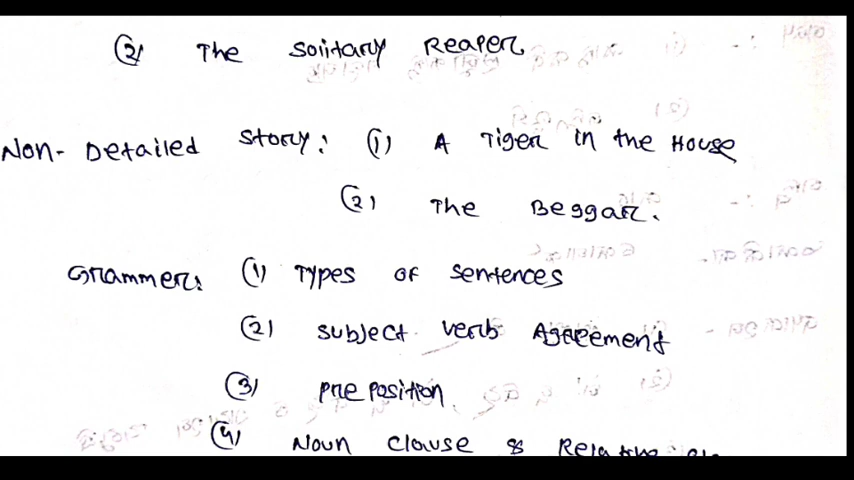 (2) The Solitary Reaper
Non-Detailed Story: (1) A Tiger in the House
(2) The Beggar.
Grammer: (1) Types of sentences
(2) Subject verb Agreement
(3) Preposition
(4) Noun Clause &